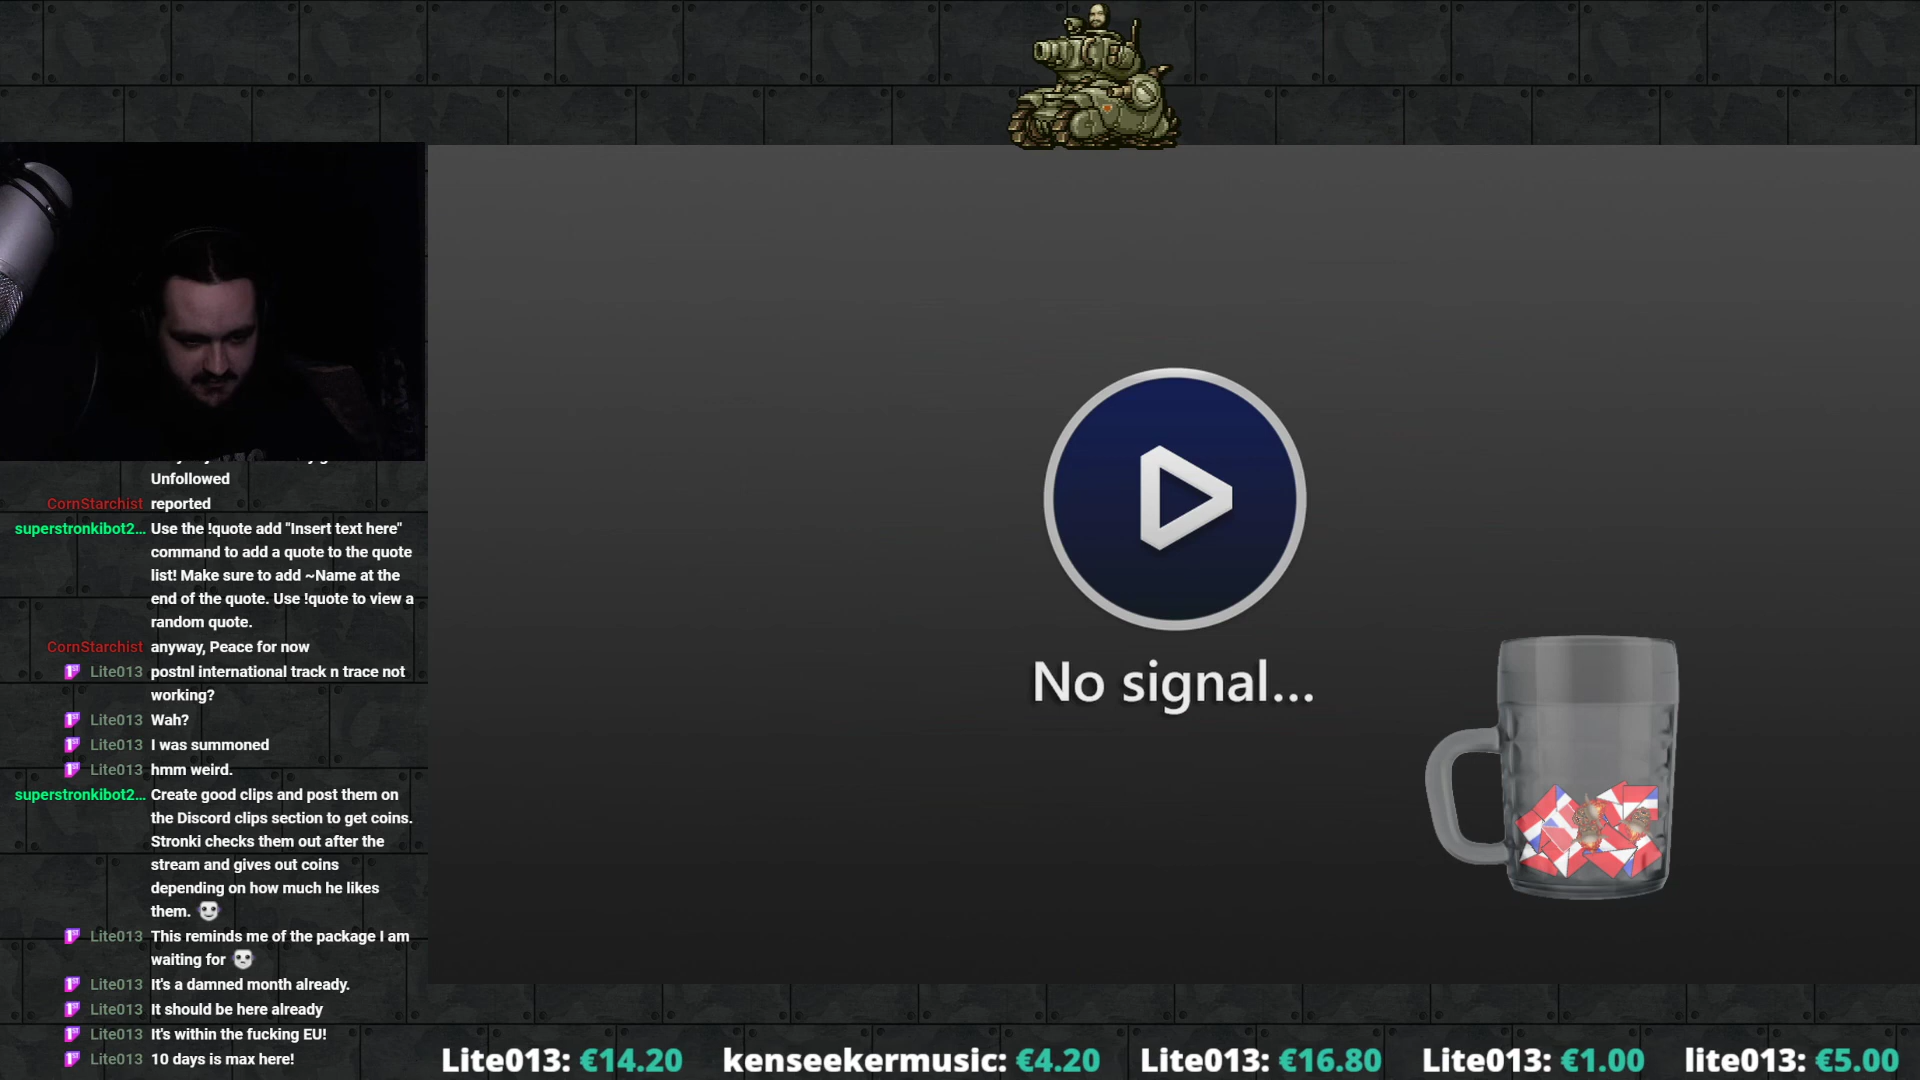 Unfollowed
CornStarchist reported
superstronkibot2... Use the !quote add "Insert text here"
command to add a quote to the quote
list! Make sure to add ~Name at the
end of the quote. Use !quote to view a
random quote.
CornStarchist anyway, Peace for now
Lite013 postnl international track n trace not
working?
Lite013 Wah?
Lite013 I was summoned
Lite013 hmm weird.
superstronkibot2... Create good clips and post them on
the Discord clips section to get coins.
Stronki checks them out after the
stream and gives out coins
depending on how much he likes
them.
Lite013 This reminds me of the package I am
waiting for
Lite013 It's a damned month already.
Lite013 It should be here already
Lite013 It's within the fucking EU!
Lite013 10 days is max here!
No signal...
Lite013: €14.20 kenseekermusic: €4.20 Lite013: €16.80 Lite013: €1.00 lite013: €5.00